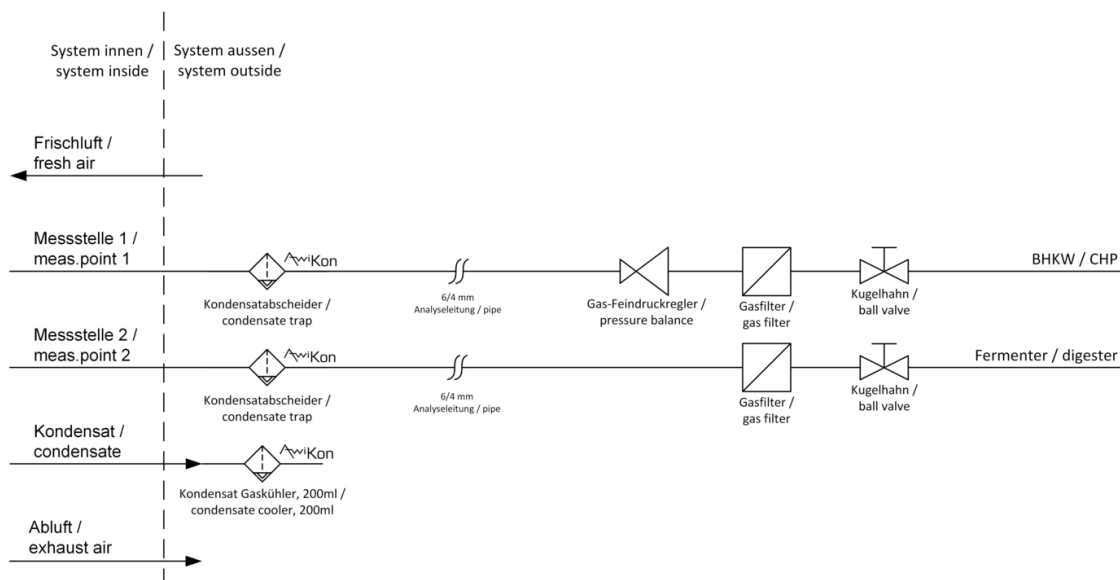 System innen /
system inside
System aussen /
system outside
Frischluft /
fresh air
Messstelle 1 /
meas.point 1
AwiKon
BHKW / CHP
Kondensatabscheider /
condensate trap
6/4 mm
Analyseleitung / pipe
Gas-Feindruckregler /
pressure balance
Gasfilter /
gas filter
Kugelhahn /
ball valve
Messstelle 2 /
meas.point 2
AwiKon
Fermenter / digester
Kondensatabscheider /
condensate trap
6/4 mm
Analyseleitung / pipe
Gasfilter /
gas filter
Kugelhahn /
ball valve
Kondensat /
condensate
AwiKon
Kondensat Gaskühler, 200ml /
condensate cooler, 200ml
Abluft /
exhaust air